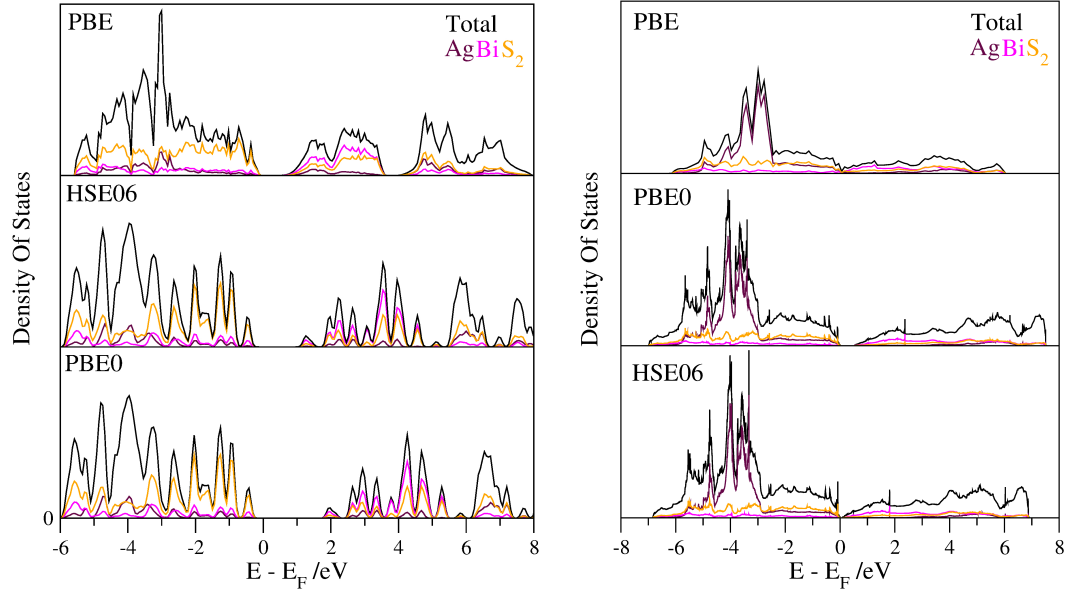 PBE
Total
AgBiS2
HSE06
PBE0
Density Of States
0
-6 -4 -2 0 2 4 6 8
E - EF /eV
PBE
Total
AgBiS2
PBE0
HSE06
Density Of States
-8 -6 -4 -2 0 2 4 6 8
E - EF /eV